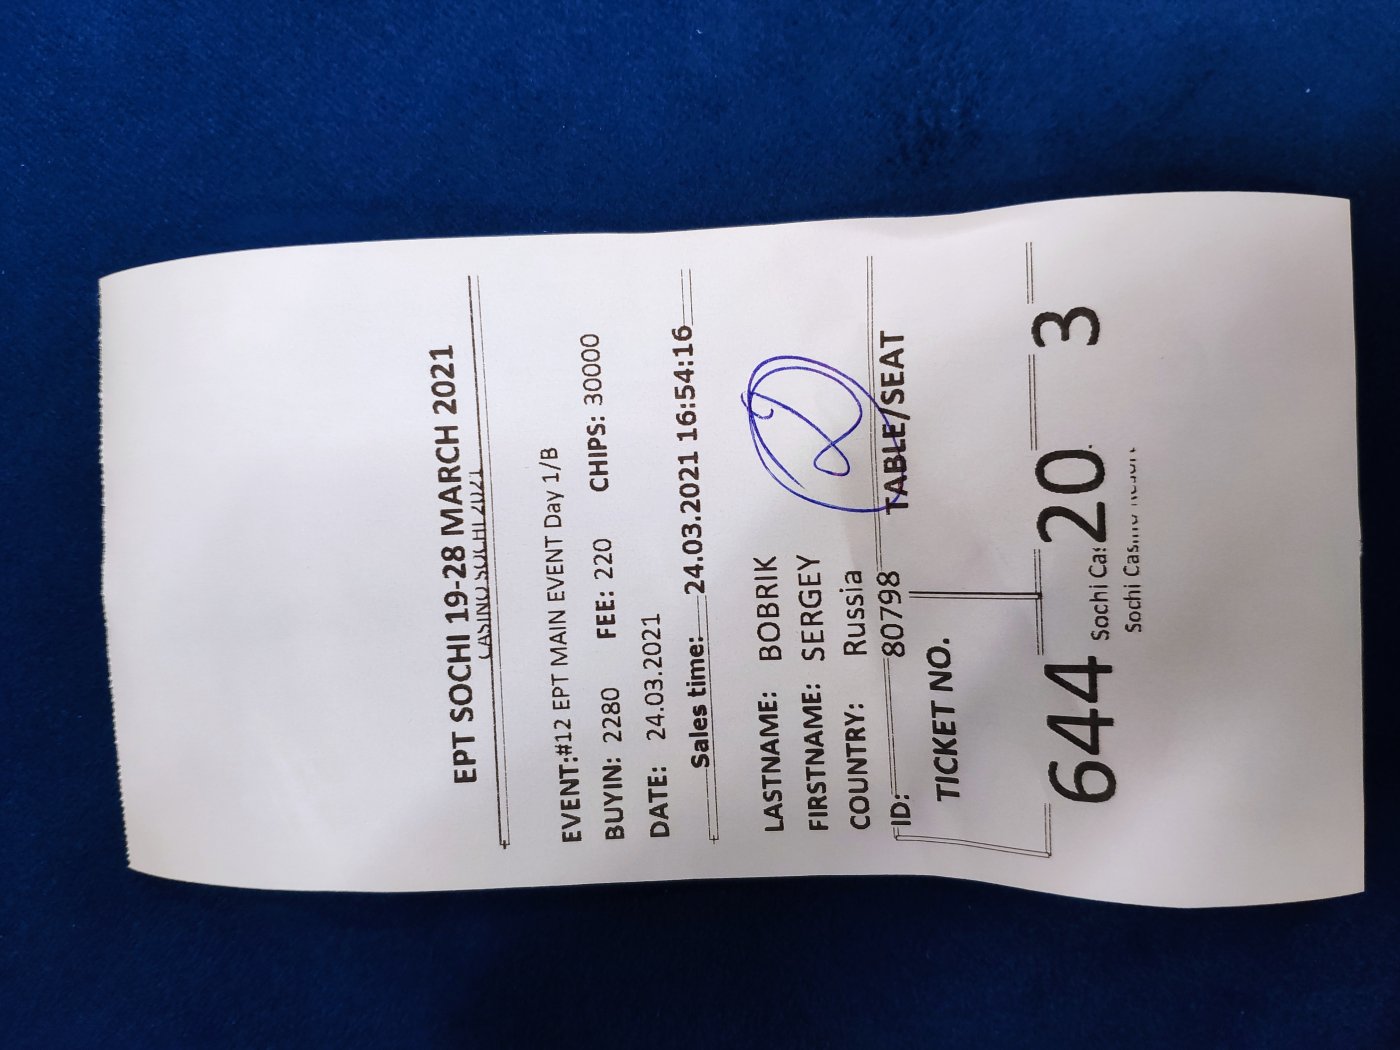 EPT SOCHI 19-28 MARCH 2021
CASINO SOCHI 2021
EVENT:#12 EPT MAIN EVENT Day 1/B
BUYIN: 2280 FEE: 220 CHIPS: 30000
DATE: 24.03.2021
Sales time: 24.03.2021 16:54:16
LASTNAME: BOBRIK
FIRSTNAME: SERGEY
COUNTRY: Russia
ID: 80798 TABLE/SEAT
TICKET NO.
644 20 3
Sochi
Sochi Casino Resort